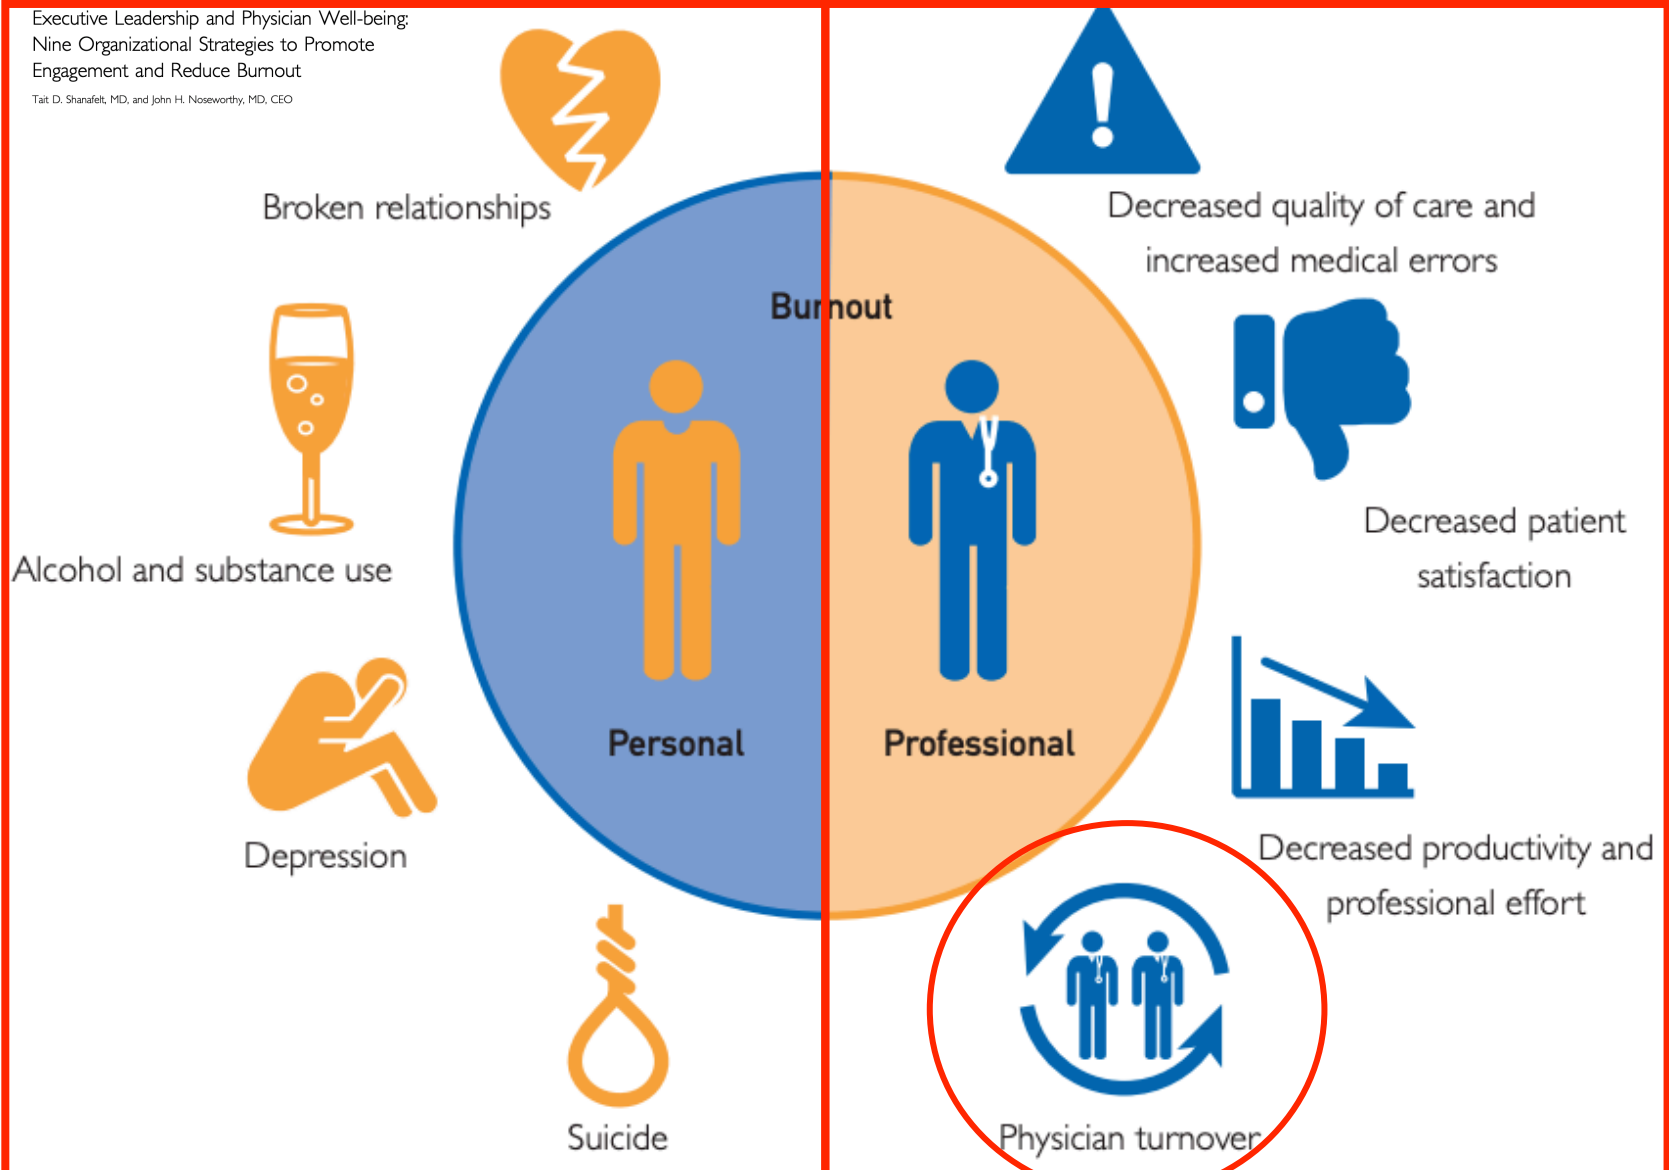 Executive Leadership and Physician Well-being:
Nine Organizational Strategies to Promote
Engagement and Reduce Burnout
Tait D. Shanafelt, MD, and John H. Noseworthy, MD, CEO
Broken relationships
Decreased quality of care and
increased medical errors
Burnout
Alcohol and substance use
Decreased patient
satisfaction
Personal
Professional
Depression
Decreased productivity and
professional effort
Suicide
Physician turnover